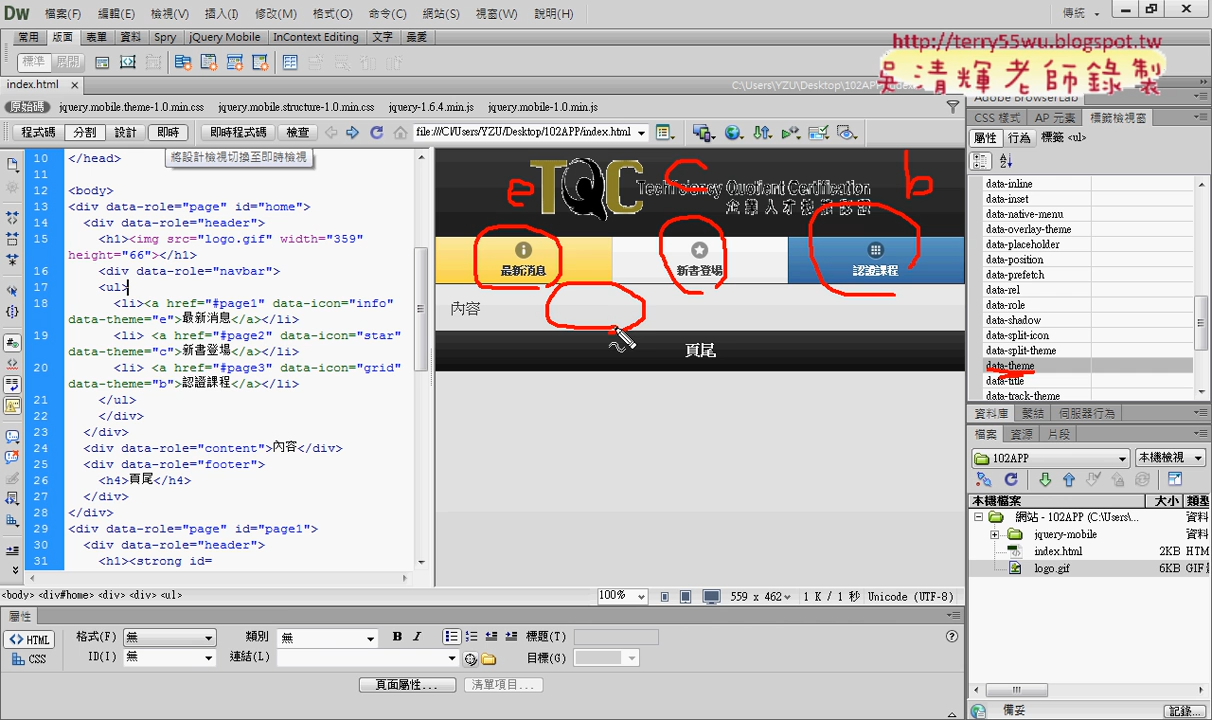 Dw 檔案(F) 編輯(E) 檢視(V) 插入(I) 修改(M) 格式(O) 命令(C) 網站(S) 視窗(W) 說明(H) 傳統
常用 版面 表單 資料 Spry jQuery Mobile InContext Editing 文字 我的最愛
http://terry55wu.blogspot.tw
吳清輝老師錄製
標準 展開
index.html
C:\Users\YZU\Desktop\102APP\index.html
原始碼 jquery.mobile.theme-1.0.min.css jquery.mobile.structure-1.0.min.css jquery-1.6.4.min.js jquery.mobile-1.0.min.js
程式碼 分割 設計 即時 即時程式碼 檢查 file:///C|/Users/YZU/Desktop/102APP/index.html
將設計檢視切換至即時檢視
10 </head>
11
12 <body>
13 <div data-role="page" id="home">
14 <div data-role="header">
15 <h1><img src="logo.gif" width="359"
height="66"></h1>
16 <div data-role="navbar">
17 <ul>
18 <li><a href="#page1" data-icon="info"
data-theme="e">最新消息</a></li>
19 <li> <a href="#page2" data-icon="star"
data-theme="c">新書登場</a></li>
20 <li> <a href="#page3" data-icon="grid"
data-theme="b">認證課程</a></li>
21 </ul>
22 </div>
23 </div>
24 <div data-role="content">內容</div>
25 <div data-role="footer">
26 <h4>頁尾</h4>
27 </div>
28 </div>
29 <div data-role="page" id="page1">
30 <div data-role="header">
31 <h1><strong id=
e c b
TQC Techficiency Quotient Certification
企業人才技能認證
最新消息 新書登場 認證課程
內容
頁尾
Adobe BrowserLab
CSS 樣式 AP 元素 標籤檢視窗
屬性 行為 標籤 <ul>
data-inline
data-inset
data-native-menu
data-overlay-theme
data-placeholder
data-position
data-prefetch
data-rel
data-role
data-shadow
data-split-icon
data-split-theme
data-theme
data-title
data-track-theme
資料庫 繫結 伺服器行為
檔案 資源 片段
102APP 本機檢視
本機檔案 大小 類型
網站 - 102APP (C:\Users\... 資料
jquery-mobile 資料
index.html 2KB HTM
logo.gif 6KB GIF
<body> <div#home> <div> <div> <ul>
100% 559 x 462 1 K / 1 秒 Unicode (UTF-8)
屬性
<> HTML 格式(F) 無 類別 無 B I 標題(T)
CSS ID(I) 無 連結(L) 目標(G)
頁面屬性... 清單項目...
備妥 記錄...